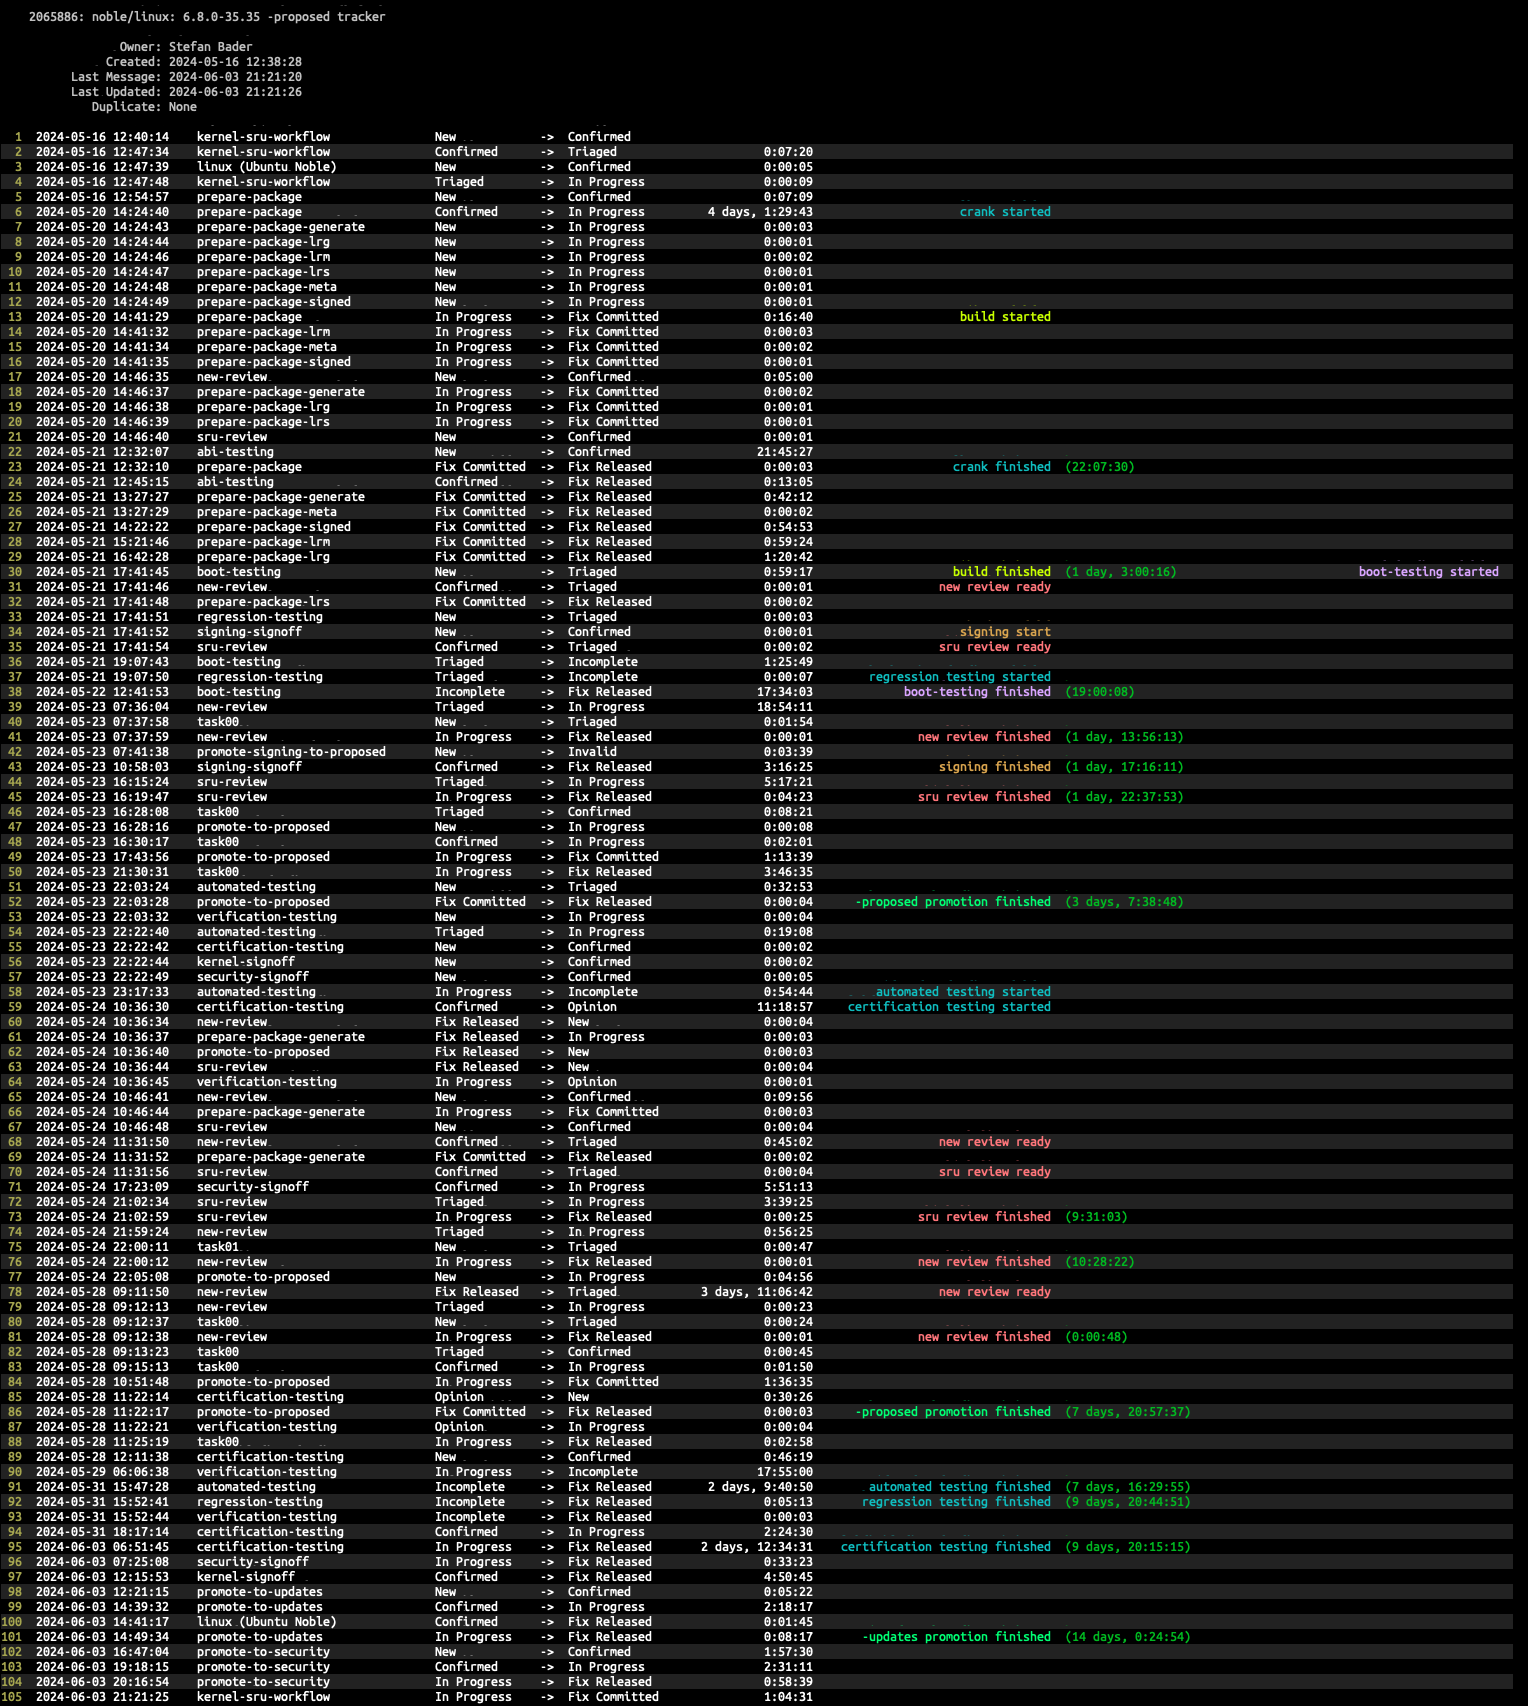 2065886: noble/linux: 6.8.0-35.35 -proposed tracker
Owner: Stefan Bader
Created: 2024-05-16 12:38:28
Last Message: 2024-06-03 21:21:20
Last Updated: 2024-06-03 21:21:26
Duplicate: None
1 2024-05-16 12:40:14 kernel-sru-workflow New -> Confirmed
2 2024-05-16 12:47:34 kernel-sru-workflow Confirmed -> Triaged 0:07:20
3 2024-05-16 12:47:39 linux (Ubuntu Noble) New -> Confirmed 0:00:05
4 2024-05-16 12:47:48 kernel-sru-workflow Triaged -> In Progress 0:00:09
5 2024-05-16 12:54:57 prepare-package New -> Confirmed 0:07:09
6 2024-05-20 14:24:40 prepare-package Confirmed -> In Progress 4 days, 1:29:43 crank started
7 2024-05-20 14:24:43 prepare-package-generate New -> In Progress 0:00:03
8 2024-05-20 14:24:44 prepare-package-lrg New -> In Progress 0:00:01
9 2024-05-20 14:24:46 prepare-package-lrm New -> In Progress 0:00:02
10 2024-05-20 14:24:47 prepare-package-lrs New -> In Progress 0:00:01
11 2024-05-20 14:24:48 prepare-package-meta New -> In Progress 0:00:01
12 2024-05-20 14:24:49 prepare-package-signed New -> In Progress 0:00:01
13 2024-05-20 14:41:29 prepare-package In Progress -> Fix Committed 0:16:40 build started
14 2024-05-20 14:41:32 prepare-package-lrm In Progress -> Fix Committed 0:00:03
15 2024-05-20 14:41:34 prepare-package-meta In Progress -> Fix Committed 0:00:02
16 2024-05-20 14:41:35 prepare-package-signed In Progress -> Fix Committed 0:00:01
17 2024-05-20 14:46:35 new-review New -> Confirmed 0:05:00
18 2024-05-20 14:46:37 prepare-package-generate In Progress -> Fix Committed 0:00:02
19 2024-05-20 14:46:38 prepare-package-lrg In Progress -> Fix Committed 0:00:01
20 2024-05-20 14:46:39 prepare-package-lrs In Progress -> Fix Committed 0:00:01
21 2024-05-20 14:46:40 sru-review New -> Confirmed 0:00:01
22 2024-05-21 12:32:07 abi-testing New -> Confirmed 21:45:27
23 2024-05-21 12:32:10 prepare-package Fix Committed -> Fix Released 0:00:03 crank finished (22:07:30)
24 2024-05-21 12:45:15 abi-testing Confirmed -> Fix Released 0:13:05
25 2024-05-21 13:27:27 prepare-package-generate Fix Committed -> Fix Released 0:42:12
26 2024-05-21 13:27:29 prepare-package-meta Fix Committed -> Fix Released 0:00:02
27 2024-05-21 14:22:22 prepare-package-signed Fix Committed -> Fix Released 0:54:53
28 2024-05-21 15:21:46 prepare-package-lrm Fix Committed -> Fix Released 0:59:24
29 2024-05-21 16:42:28 prepare-package-lrg Fix Committed -> Fix Released 1:20:42
30 2024-05-21 17:41:45 boot-testing New -> Triaged 0:59:17 build finished (1 day, 3:00:16) boot-testing started
31 2024-05-21 17:41:46 new-review Confirmed -> Triaged 0:00:01 new review ready
32 2024-05-21 17:41:48 prepare-package-lrs Fix Committed -> Fix Released 0:00:02
33 2024-05-21 17:41:51 regression-testing New -> Triaged 0:00:03
34 2024-05-21 17:41:52 signing-signoff New -> Confirmed 0:00:01 signing start
35 2024-05-21 17:41:54 sru-review Confirmed -> Triaged 0:00:02 sru review ready
36 2024-05-21 19:07:43 boot-testing Triaged -> Incomplete 1:25:49
37 2024-05-21 19:07:50 regression-testing Triaged -> Incomplete 0:00:07 regression testing started
38 2024-05-22 12:41:53 boot-testing Incomplete -> Fix Released 17:34:03 boot-testing finished (19:00:08)
39 2024-05-23 07:36:04 new-review Triaged -> In Progress 18:54:11
40 2024-05-23 07:37:58 task00 New -> Triaged 0:01:54
41 2024-05-23 07:37:59 new-review In Progress -> Fix Released 0:00:01 new review finished (1 day, 13:56:13)
42 2024-05-23 07:41:38 promote-signing-to-proposed New -> Invalid 0:03:39
43 2024-05-23 10:58:03 signing-signoff Confirmed -> Fix Released 3:16:25 signing finished (1 day, 17:16:11)
44 2024-05-23 16:15:24 sru-review Triaged -> In Progress 5:17:21
45 2024-05-23 16:19:47 sru-review In Progress -> Fix Released 0:04:23 sru review finished (1 day, 22:37:53)
46 2024-05-23 16:28:08 task00 Triaged -> Confirmed 0:08:21
47 2024-05-23 16:28:16 promote-to-proposed New -> In Progress 0:00:08
48 2024-05-23 16:30:17 task00 Confirmed -> In Progress 0:02:01
49 2024-05-23 17:43:56 promote-to-proposed In Progress -> Fix Committed 1:13:39
50 2024-05-23 21:30:31 task00 In Progress -> Fix Released 3:46:35
51 2024-05-23 22:03:24 automated-testing New -> Triaged 0:32:53
52 2024-05-23 22:03:28 promote-to-proposed Fix Committed -> Fix Released 0:00:04 -proposed promotion finished (3 days, 7:38:48)
53 2024-05-23 22:03:32 verification-testing New -> In Progress 0:00:04
54 2024-05-23 22:22:40 automated-testing Triaged -> In Progress 0:19:08
55 2024-05-23 22:22:42 certification-testing New -> Confirmed 0:00:02
56 2024-05-23 22:22:44 kernel-signoff New -> Confirmed 0:00:02
57 2024-05-23 22:22:49 security-signoff New -> Confirmed 0:00:05
58 2024-05-23 23:17:33 automated-testing In Progress -> Incomplete 0:54:44 automated testing started
59 2024-05-24 10:36:30 certification-testing Confirmed -> Opinion 11:18:57 certification testing started
60 2024-05-24 10:36:34 new-review Fix Released -> New 0:00:04
61 2024-05-24 10:36:37 prepare-package-generate Fix Released -> In Progress 0:00:03
62 2024-05-24 10:36:40 promote-to-proposed Fix Released -> New 0:00:03
63 2024-05-24 10:36:44 sru-review Fix Released -> New 0:00:04
64 2024-05-24 10:36:45 verification-testing In Progress -> Opinion 0:00:01
65 2024-05-24 10:46:41 new-review New -> Confirmed 0:09:56
66 2024-05-24 10:46:44 prepare-package-generate In Progress -> Fix Committed 0:00:03
67 2024-05-24 10:46:48 sru-review New -> Confirmed 0:00:04
68 2024-05-24 11:31:50 new-review Confirmed -> Triaged 0:45:02 new review ready
69 2024-05-24 11:31:52 prepare-package-generate Fix Committed -> Fix Released 0:00:02
70 2024-05-24 11:31:56 sru-review Confirmed -> Triaged 0:00:04 sru review ready
71 2024-05-24 17:23:09 security-signoff Confirmed -> In Progress 5:51:13
72 2024-05-24 21:02:34 sru-review Triaged -> In Progress 3:39:25
73 2024-05-24 21:02:59 sru-review In Progress -> Fix Released 0:00:25 sru review finished (9:31:03)
74 2024-05-24 21:59:24 new-review Triaged -> In Progress 0:56:25
75 2024-05-24 22:00:11 task01 New -> Triaged 0:00:47
76 2024-05-24 22:00:12 new-review In Progress -> Fix Released 0:00:01 new review finished (10:28:22)
77 2024-05-24 22:05:08 promote-to-proposed New -> In Progress 0:04:56
78 2024-05-28 09:11:50 new-review Fix Released -> Triaged 3 days, 11:06:42 new review ready
79 2024-05-28 09:12:13 new-review Triaged -> In Progress 0:00:23
80 2024-05-28 09:12:37 task00 New -> Triaged 0:00:24
81 2024-05-28 09:12:38 new-review In Progress -> Fix Released 0:00:01 new review finished (0:00:48)
82 2024-05-28 09:13:23 task00 Triaged -> Confirmed 0:00:45
83 2024-05-28 09:15:13 task00 Confirmed -> In Progress 0:01:50
84 2024-05-28 10:51:48 promote-to-proposed In Progress -> Fix Committed 1:36:35
85 2024-05-28 11:22:14 certification-testing Opinion -> New 0:30:26
86 2024-05-28 11:22:17 promote-to-proposed Fix Committed -> Fix Released 0:00:03 -proposed promotion finished (7 days, 20:57:37)
87 2024-05-28 11:22:21 verification-testing Opinion -> In Progress 0:00:04
88 2024-05-28 11:25:19 task00 In Progress -> Fix Released 0:02:58
89 2024-05-28 12:11:38 certification-testing New -> Confirmed 0:46:19
90 2024-05-29 06:06:38 verification-testing In Progress -> Incomplete 17:55:00
91 2024-05-31 15:47:28 automated-testing Incomplete -> Fix Released 2 days, 9:40:50 automated testing finished (7 days, 16:29:55)
92 2024-05-31 15:52:41 regression-testing Incomplete -> Fix Released 0:05:13 regression testing finished (9 days, 20:44:51)
93 2024-05-31 15:52:44 verification-testing Incomplete -> Fix Released 0:00:03
94 2024-05-31 18:17:14 certification-testing Confirmed -> In Progress 2:24:30
95 2024-06-03 06:51:45 certification-testing In Progress -> Fix Released 2 days, 12:34:31 certification testing finished (9 days, 20:15:15)
96 2024-06-03 07:25:08 security-signoff In Progress -> Fix Released 0:33:23
97 2024-06-03 12:15:53 kernel-signoff Confirmed -> Fix Released 4:50:45
98 2024-06-03 12:21:15 promote-to-updates New -> Confirmed 0:05:22
99 2024-06-03 14:39:32 promote-to-updates Confirmed -> In Progress 2:18:17
100 2024-06-03 14:41:17 linux (Ubuntu Noble) Confirmed -> Fix Released 0:01:45
101 2024-06-03 14:49:34 promote-to-updates In Progress -> Fix Released 0:08:17 -updates promotion finished (14 days, 0:24:54)
102 2024-06-03 16:47:04 promote-to-security New -> Confirmed 1:57:30
103 2024-06-03 19:18:15 promote-to-security Confirmed -> In Progress 2:31:11
104 2024-06-03 20:16:54 promote-to-security In Progress -> Fix Released 0:58:39
105 2024-06-03 21:21:25 kernel-sru-workflow In Progress -> Fix Committed 1:04:31